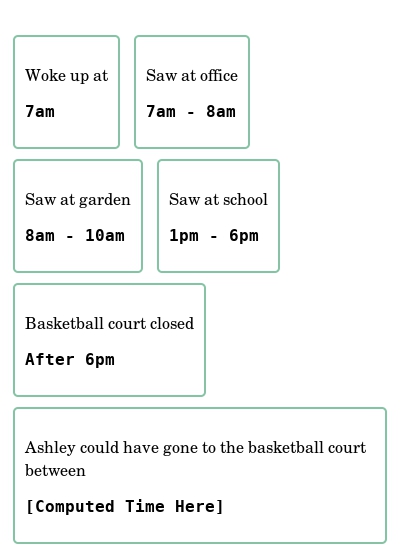 Woke up at
7am
Saw at office
7am - 8am
Saw at garden
8am - 10am
Saw at school
1pm - 6pm
Basketball court closed
After 6pm
Ashley could have gone to the basketball court
between
[Computed Time Here]